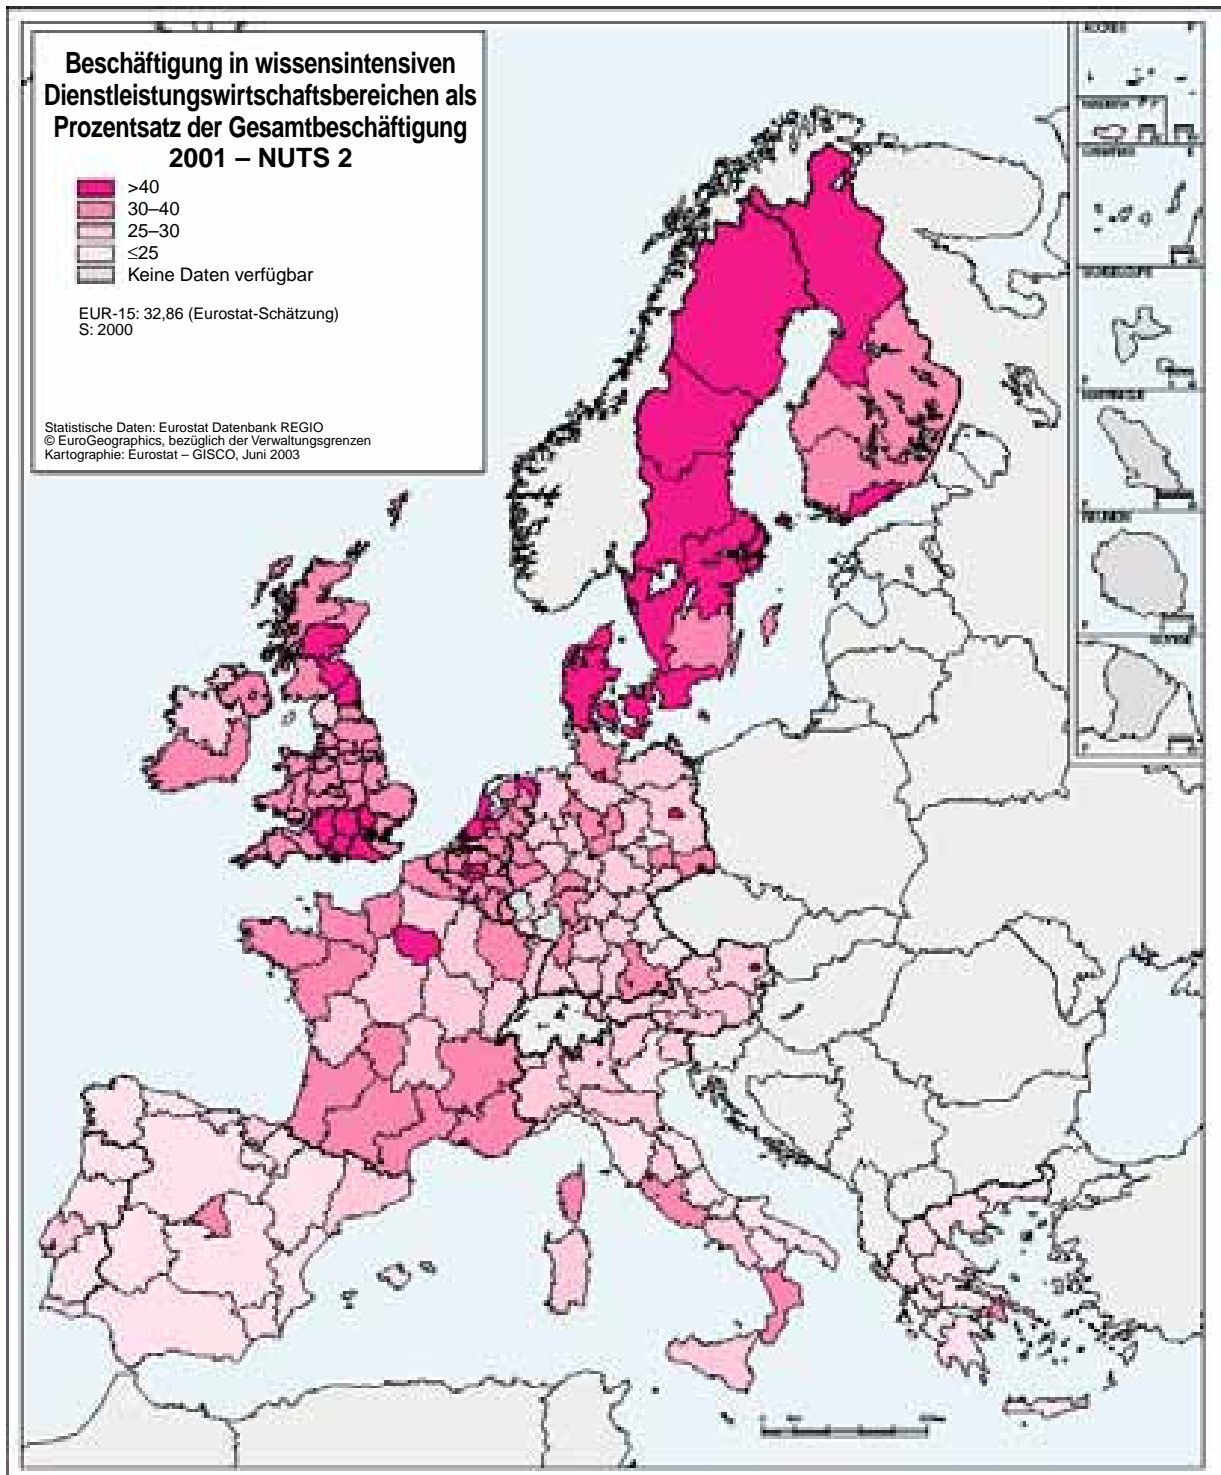 Beschäftigung in wissensintensiven
Dienstleistungswirtschaftsbereichen als
Prozentsatz der Gesamtbeschäftigung
2001 – NUTS 2
>40
30–40
25–30
≤25
Keine Daten verfügbar
EUR-15: 32,86 (Eurostat-Schätzung)
S: 2000
Statistische Daten: Eurostat Datenbank REGIO
© EuroGeographics, bezüglich der Verwaltungsgrenzen
Kartographie: Eurostat – GISCO, Juni 2003
GUADELOUPE